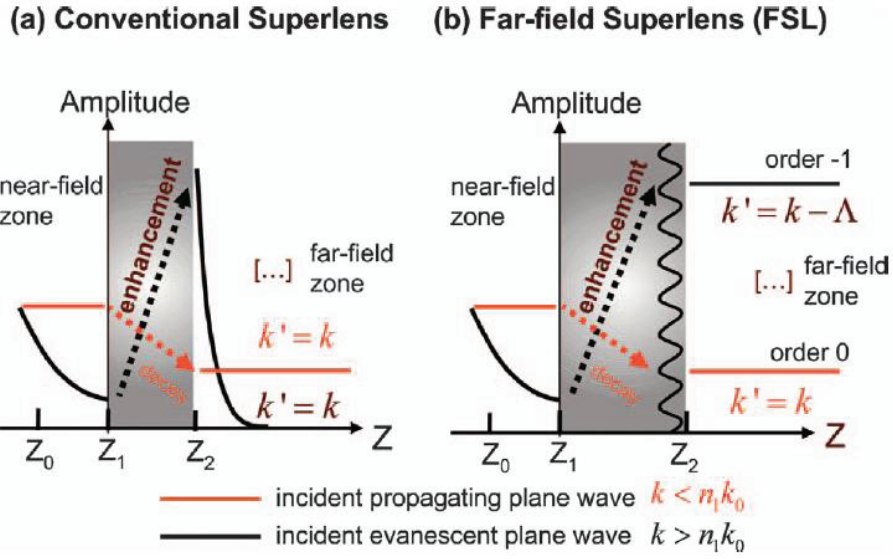 (a) Conventional Superlens
Amplitude
near-field
zone
enhancement
decay
[...] far-field
zone
k' = k
k' = k
Z₀ Z₁ Z₂ Z
(b) Far-field Superlens (FSL)
Amplitude
near-field
zone
enhancement
decay
order -1
k' = k − Λ
[...] far-field
zone
order 0
k' = k
Z₀ Z₁ Z₂ Z
incident propagating plane wave k < n₁k₀
incident evanescent plane wave k > n₁k₀